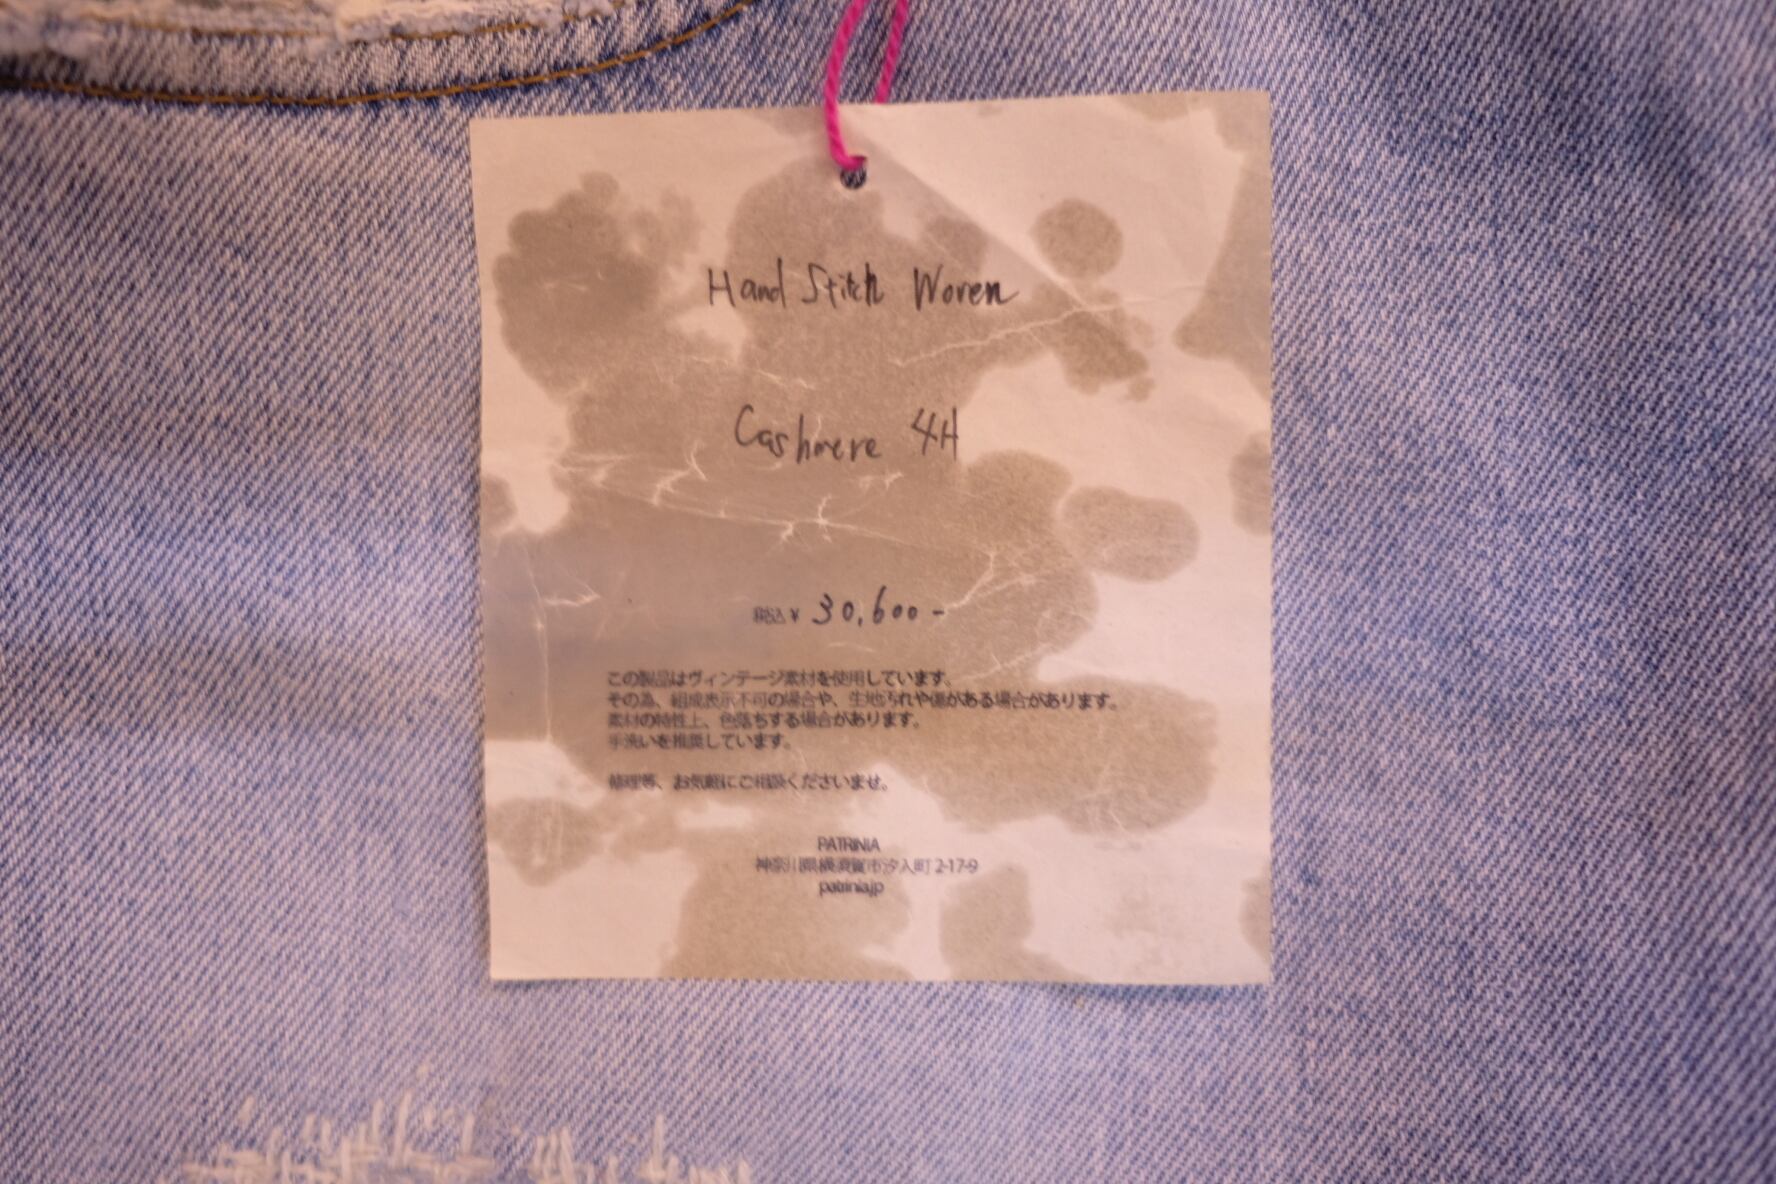 Hand Stitch Woven
Cashmere 4H
税込 ¥ 30,600-
この製品はヴィンテージ素材を使用しています。
その為、組成表示不可の場合や、生地汚れや傷がある場合があります。
素材の特性上、色落ちする場合があります。
手洗いを推奨しています。
修理等、お気軽にご相談くださいませ。
PATRINIA
神奈川県横須賀市汐入町 2-17-9
patrinia.jp